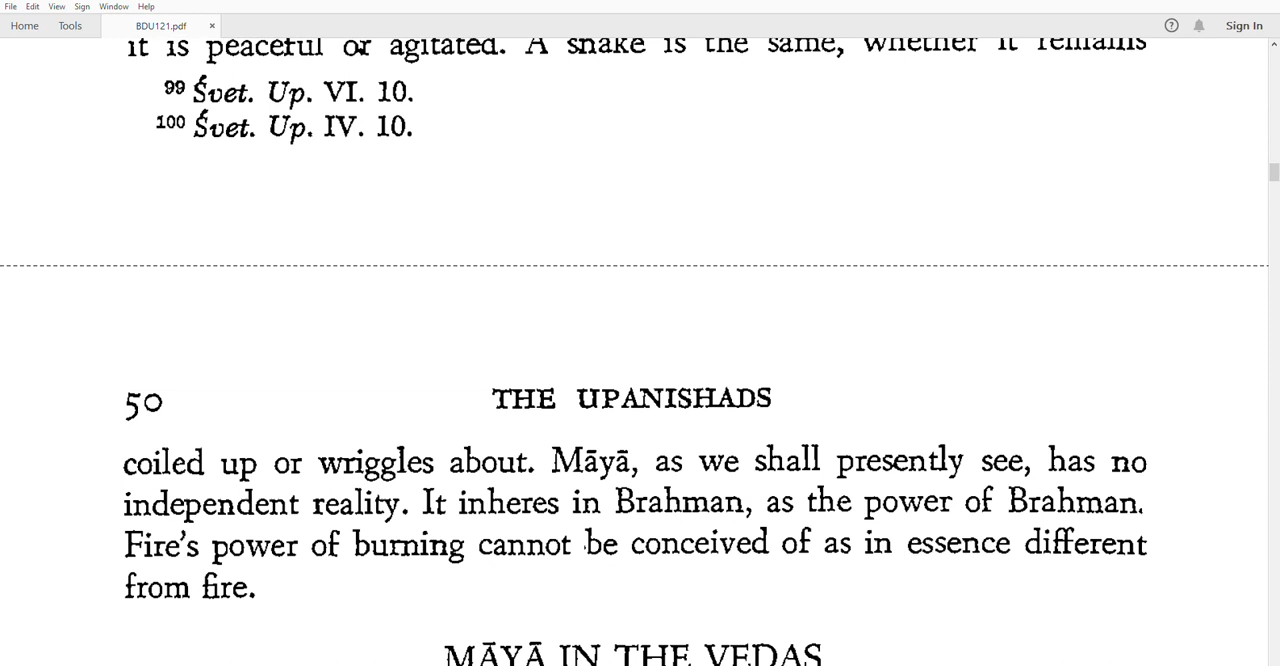 File Edit View Sign Window Help
Home Tools BDU121.pdf × ? Sign In
it is peaceful or agitated. A snake is the same, whether it remains
99 Śvet. Up. VI. 10.
100 Śvet. Up. IV. 10.
50 THE UPANISHADS
coiled up or wriggles about. Māyā, as we shall presently see, has no
independent reality. It inheres in Brahman, as the power of Brahman.
Fire's power of burning cannot be conceived of as in essence different
from fire.
MĀYĀ IN THE VEDAS